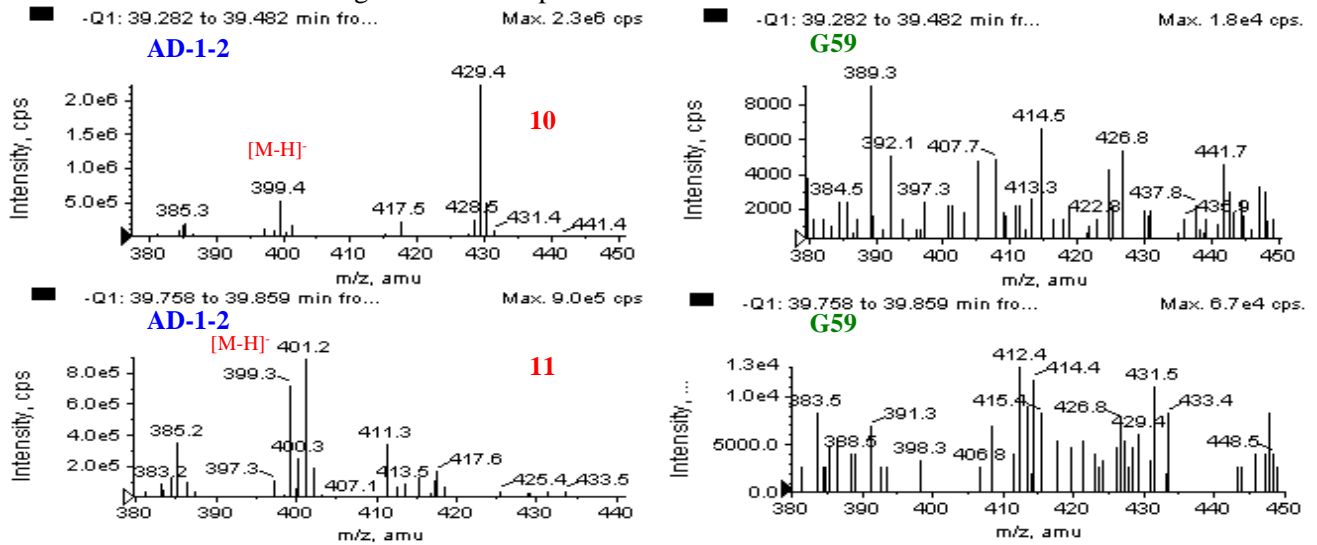 -Q1: 39.282 to 39.482 min fro... Max. 2.3e6 cps
AD-1-2
10
[M-H]-
Intensity, cps
2.0e6
1.5e6
1.0e6
5.0e5
385.3
399.4
417.5
428.5
429.4
431.4
441.4
380 390 400 410 420 430 440 450
m/z, amu
-Q1: 39.282 to 39.482 min fr... Max. 1.8e4 cps.
G59
Intensity, cps
8000
6000
4000
2000
384.5
389.3
392.1
397.3
407.7
413.3
414.5
422.8
426.8
437.8
435.9
441.7
380 390 400 410 420 430 440 450
m/z, amu
-Q1: 39.758 to 39.859 min fro... Max. 9.0e5 cps
AD-1-2
11
[M-H]-
Intensity, cps
8.0e5
6.0e5
4.0e5
2.0e5
383.2
385.2
397.3
399.3
400.3
401.2
407.1
411.3
413.5
417.6
425.4
433.5
380 400 420 440
m/z, amu
-Q1: 39.758 to 39.859 min fro... Max. 6.7e4 cps.
G59
Intensity, ...
1.3e4
1.0e4
5000.0
0.0
383.5
388.5
391.3
398.3
406.8
412.4
414.4
415.4
426.8
429.4
431.5
433.4
448.5
380 390 400 410 420 430 440 450
m/z, amu